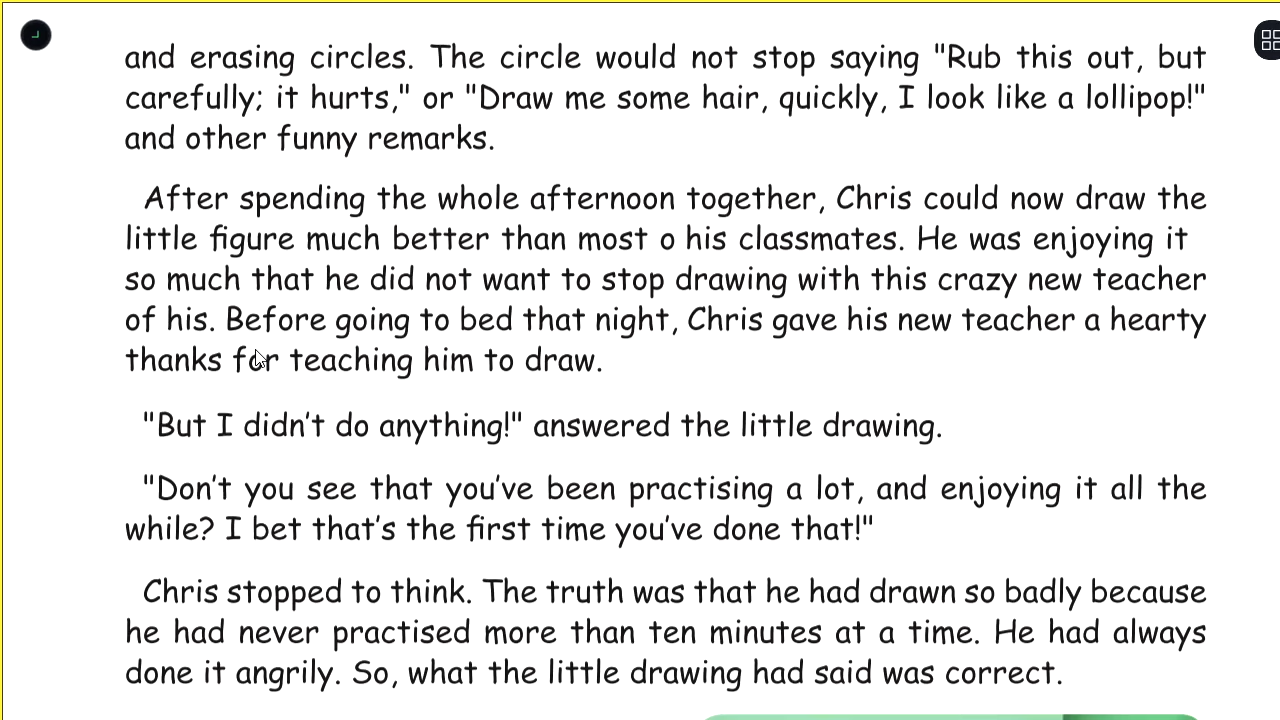 and erasing circles. The circle would not stop saying "Rub this out, but
carefully; it hurts," or "Draw me some hair, quickly, I look like a lollipop!"
and other funny remarks.
After spending the whole afternoon together, Chris could now draw the
little figure much better than most o his classmates. He was enjoying it
so much that he did not want to stop drawing with this crazy new teacher
of his. Before going to bed that night, Chris gave his new teacher a hearty
thanks for teaching him to draw.
"But I didn't do anything!" answered the little drawing.
"Don't you see that you've been practising a lot, and enjoying it all the
while? I bet that's the first time you've done that!"
Chris stopped to think. The truth was that he had drawn so badly because
he had never practised more than ten minutes at a time. He had always
done it angrily. So, what the little drawing had said was correct.